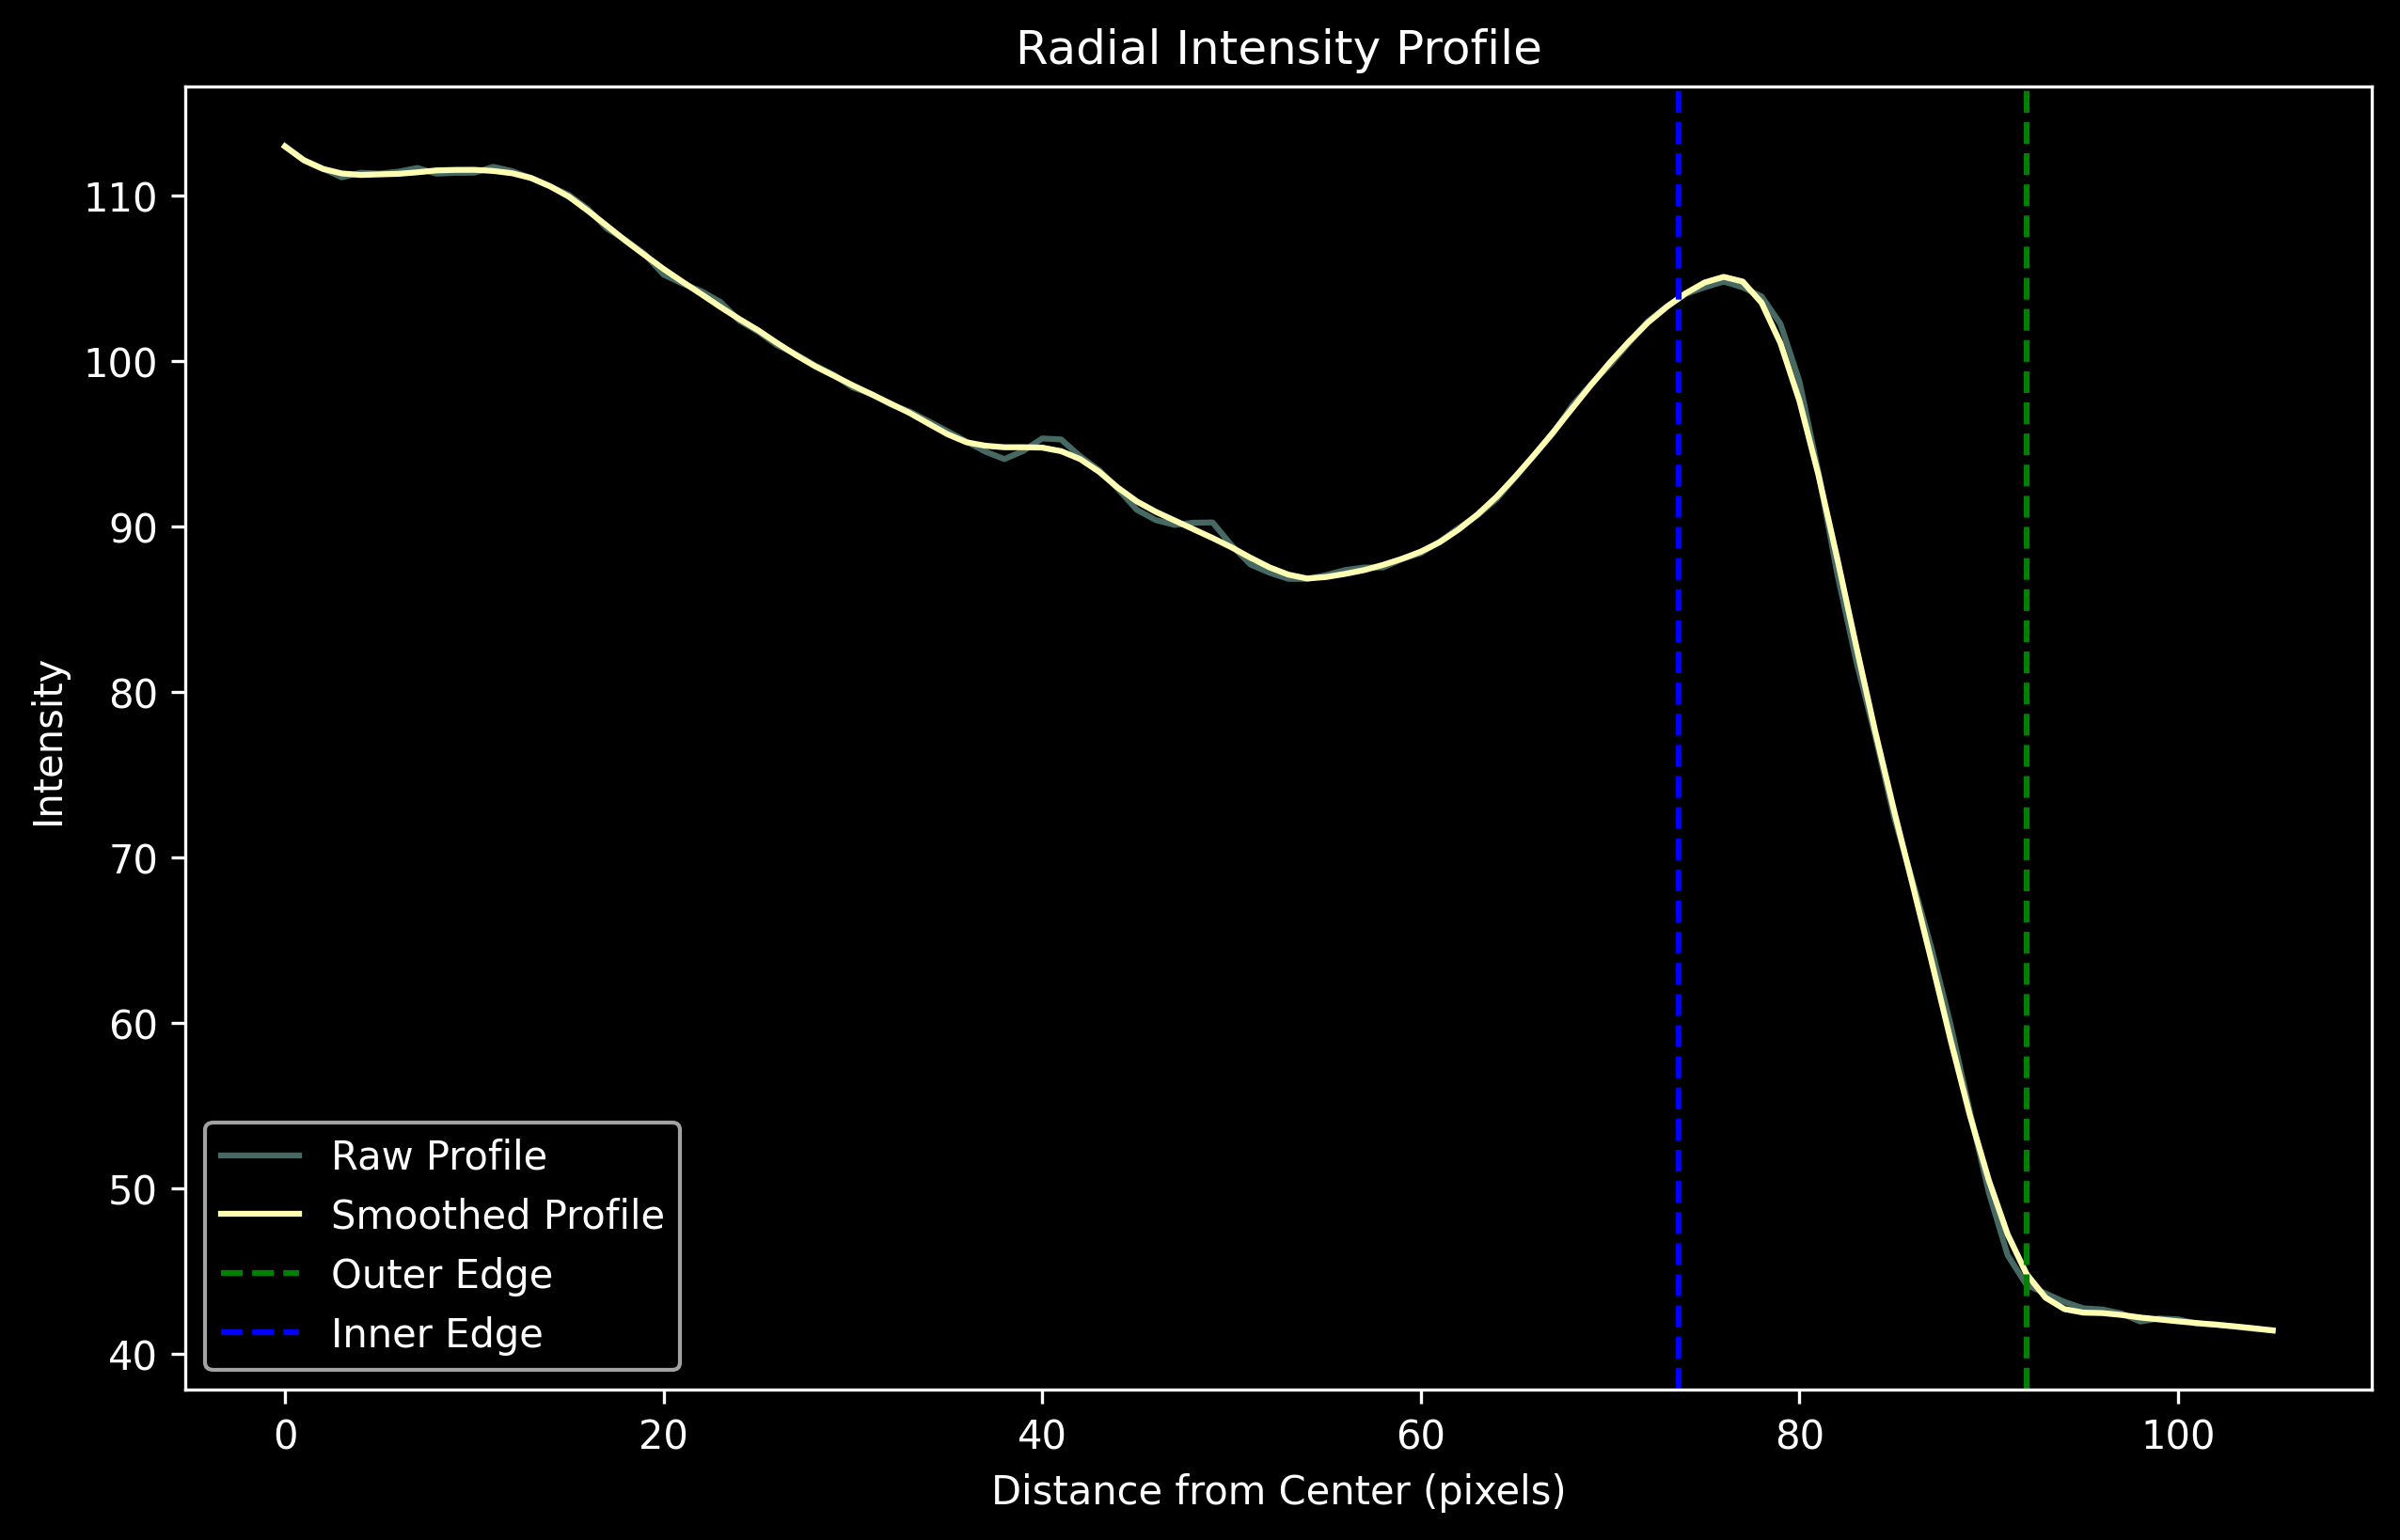 Radial Intensity Profile
110
100
90
80
70
60
50
40
Intensity
Raw Profile
Smoothed Profile
Outer Edge
Inner Edge
0 20 40 60 80 100
Distance from Center (pixels)